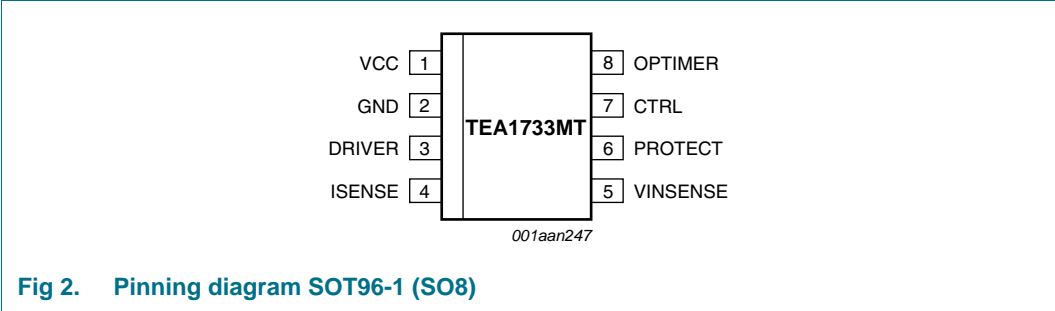 VCC 1
GND 2
DRIVER 3
ISENSE 4
TEA1733MT
8 OPTIMER
7 CTRL
6 PROTECT
5 VINSENSE
001aan247
Fig 2. Pinning diagram SOT96-1 (SO8)